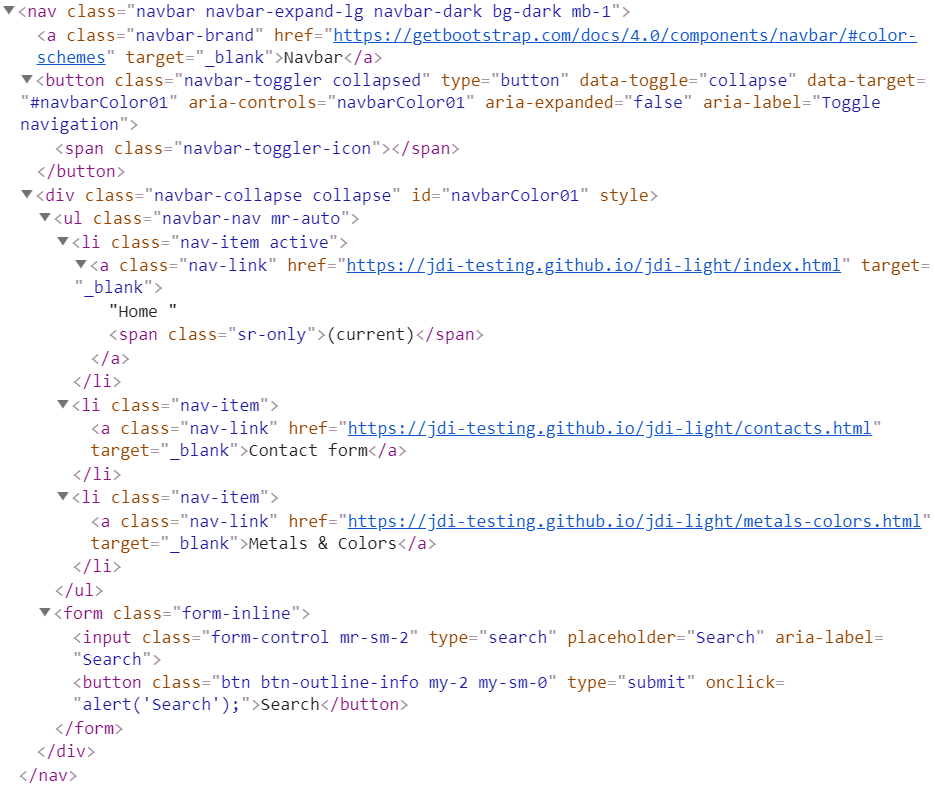 <nav class="navbar navbar-expand-lg navbar-dark bg-dark mb-1">
<a class="navbar-brand" href="https://getbootstrap.com/docs/4.0/components/navbar/#color-
schemes" target="_blank">Navbar</a>
<button class="navbar-toggler collapsed" type="button" data-toggle="collapse" data-target=
"#navbarColor01" aria-controls="navbarColor01" aria-expanded="false" aria-label="Toggle
navigation">
<span class="navbar-toggler-icon"></span>
</button>
<div class="navbar-collapse collapse" id="navbarColor01" style>
<ul class="navbar-nav mr-auto">
<li class="nav-item active">
<a class="nav-link" href="https://jdi-testing.github.io/jdi-light/index.html" target=
"_blank">
"Home "
<span class="sr-only">(current)</span>
</a>
</li>
<li class="nav-item">
<a class="nav-link" href="https://jdi-testing.github.io/jdi-light/contacts.html"
target="_blank">Contact form</a>
</li>
<li class="nav-item">
<a class="nav-link" href="https://jdi-testing.github.io/jdi-light/metals-colors.html"
target="_blank">Metals & Colors</a>
</li>
</ul>
<form class="form-inline">
<input class="form-control mr-sm-2" type="search" placeholder="Search" aria-label=
"Search">
<button class="btn btn-outline-info my-2 my-sm-0" type="submit" onclick=
"alert('Search');">Search</button>
</form>
</div>
</nav>